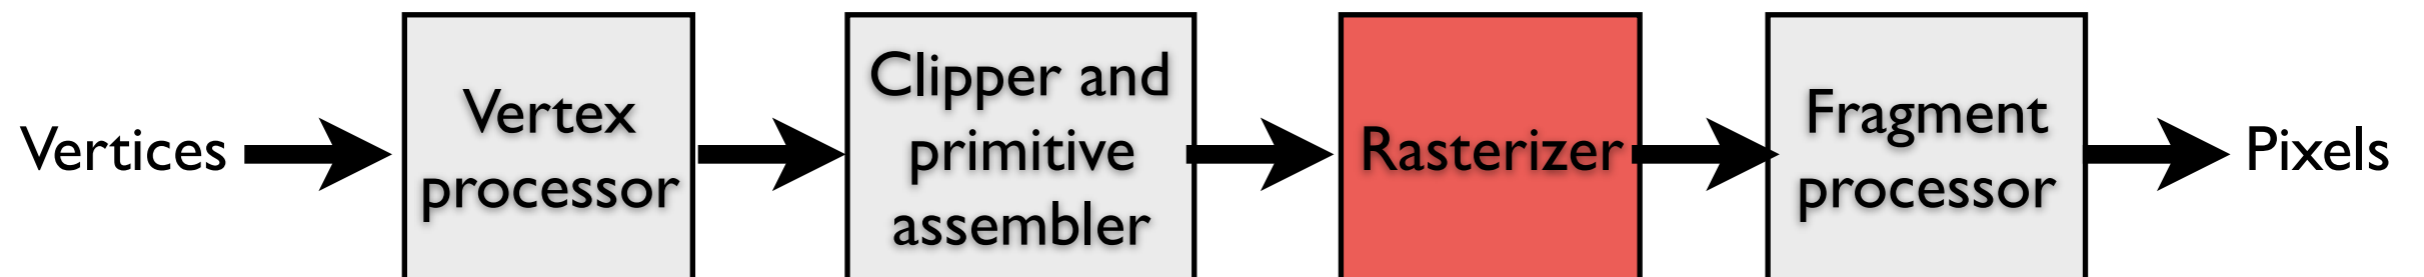 Vertices
Vertex
processor
Clipper and
primitive
assembler
Rasterizer
Fragment
processor
Pixels